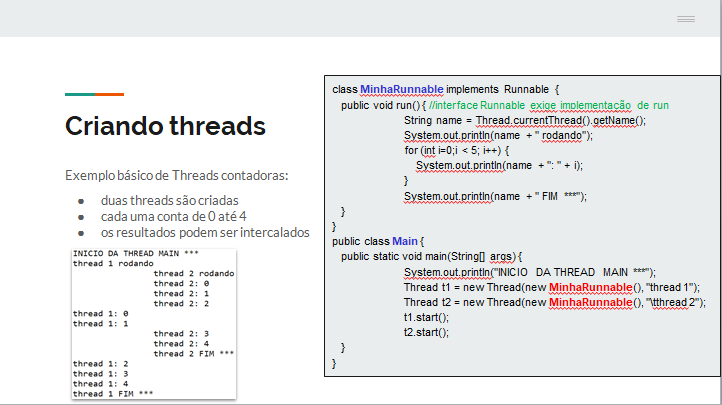 Criando threads
Exemplo básico de Threads contadoras:
● duas threads são criadas
● cada uma conta de 0 até 4
● os resultados podem ser intercalados
INICIO DA THREAD MAIN ***
thread 1 rodando
thread 2 rodando
thread 2: 0
thread 2: 1
thread 2: 2
thread 1: 0
thread 1: 1
thread 2: 3
thread 2: 4
thread 2 FIM ***
thread 1: 2
thread 1: 3
thread 1: 4
thread 1 FIM ***
class MinhaRunnable implements Runnable {
public void run() { //interface Runnable exige implementação de run
String name = Thread.currentThread().getName();
System.out.println(name + " rodando");
for (int i=0;i < 5; i++) {
System.out.println(name + ": " + i);
}
System.out.println(name + " FIM ***");
}
}
public class Main {
public static void main(String[] args) {
System.out.println("INICIO DA THREAD MAIN ***");
Thread t1 = new Thread(new MinhaRunnable(), "thread 1");
Thread t2 = new Thread(new MinhaRunnable(), "\tthread 2");
t1.start();
t2.start();
}
}